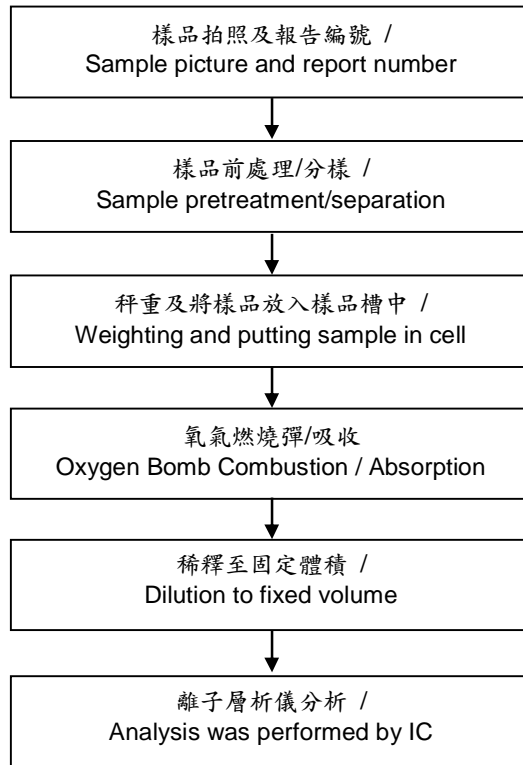 樣品拍照及報告編號 /
Sample picture and report number
樣品前處理/分樣 /
Sample pretreatment/separation
秤重及將樣品放入樣品槽中 /
Weighting and putting sample in cell
氧氣燃燒彈/吸收
Oxygen Bomb Combustion / Absorption
稀釋至固定體積 /
Dilution to fixed volume
離子層析儀分析 /
Analysis was performed by IC